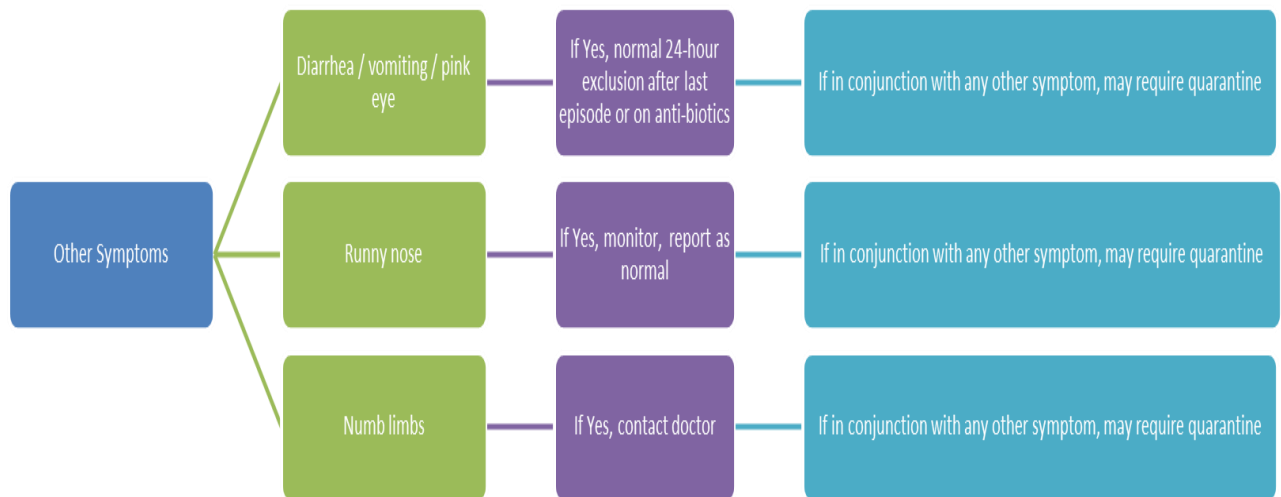 Other Symptoms
Diarrhea / vomiting / pink
eye
If Yes, normal 24-hour
exclusion after last
episode or on anti-biotics
If in conjunction with any other symptom, may require quarantine
Runny nose
If Yes, monitor, report as
normal
If in conjunction with any other symptom, may require quarantine
Numb limbs
If Yes, contact doctor
If in conjunction with any other symptom, may require quarantine